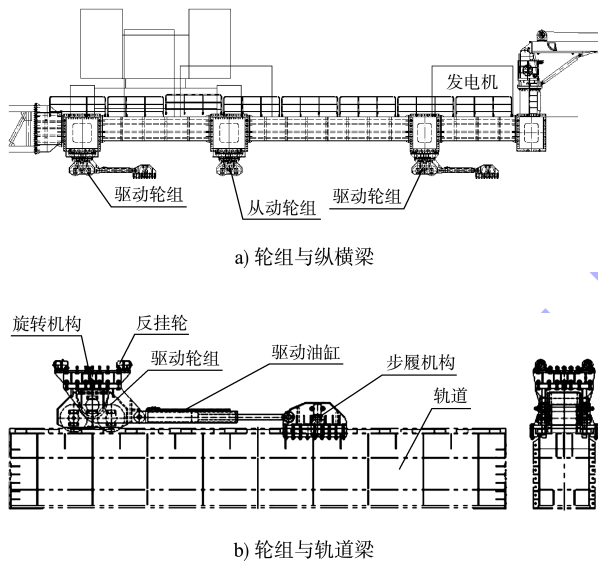 发电机
驱动轮组
从动轮组
驱动轮组
a) 轮组与纵横梁
旋转机构
反挂轮
驱动轮组
驱动油缸
步履机构
轨道
b) 轮组与轨道梁